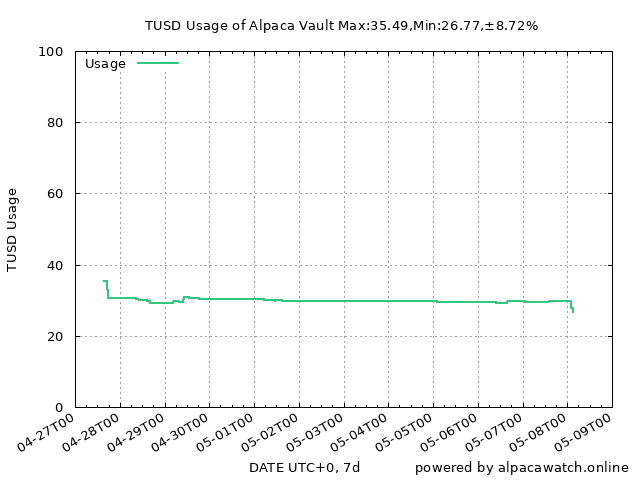 TUSD Usage of Alpaca Vault Max:35.49,Min:26.77,±8.72%
Usage
TUSD Usage
100
80
60
40
20
0
04-27T00
04-28T00
04-29T00
04-30T00
05-01T00
05-02T00
05-03T00
05-04T00
05-05T00
05-06T00
05-07T00
05-08T00
05-09T00
DATE UTC+0, 7d
powered by alpacawatch.online